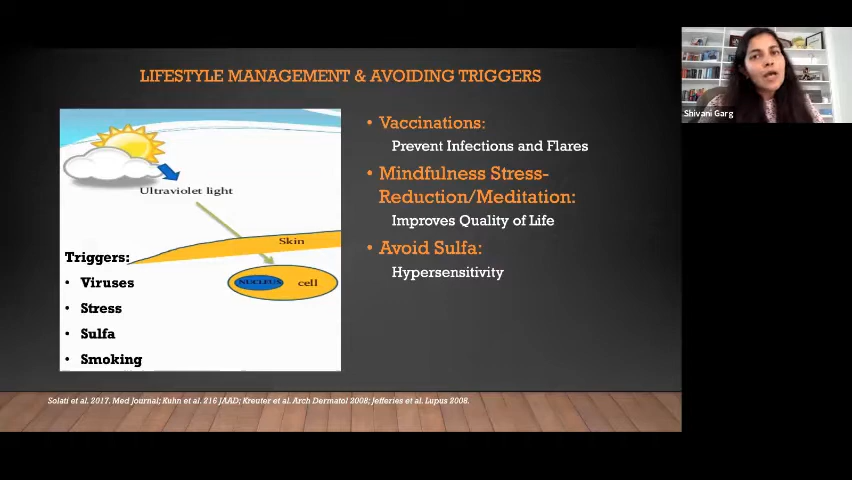 LIFESTYLE MANAGEMENT & AVOIDING TRIGGERS
Shivani Garg
Ultraviolet light
Skin
NUCLEUS cell
Triggers:
• Viruses
• Stress
• Sulfa
• Smoking
• Vaccinations:
Prevent Infections and Flares
• Mindfulness Stress-
Reduction/Meditation:
Improves Quality of Life
• Avoid Sulfa:
Hypersensitivity
Solati et al. 2017. Med Journal; Kuhn et al. 216 JAAD; Kreuter et al. Arch Dermatol 2008; Jefferies et al. Lupus 2008.